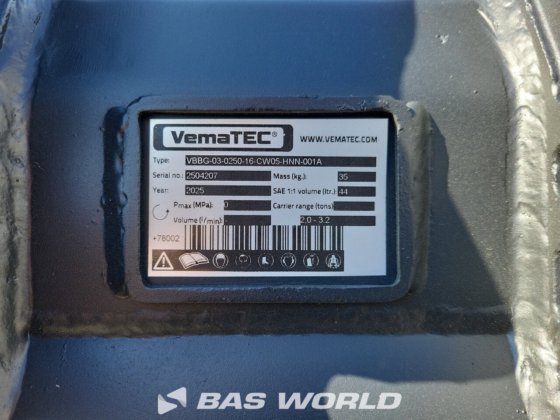 VemaTEC® WWW.VEMATEC.COM
Type: VBBG-03-0250-16-CW05-HNN-001A
Serial no.: 2504207 Mass (kg.): 35
Year: 2025 SAE 1:1 volume (ltr.) 44
Pmax (MPa): 0 Carrier range (tons)
Volume (l/min): - 2.0 - 3.2
+78002
BAS WORLD